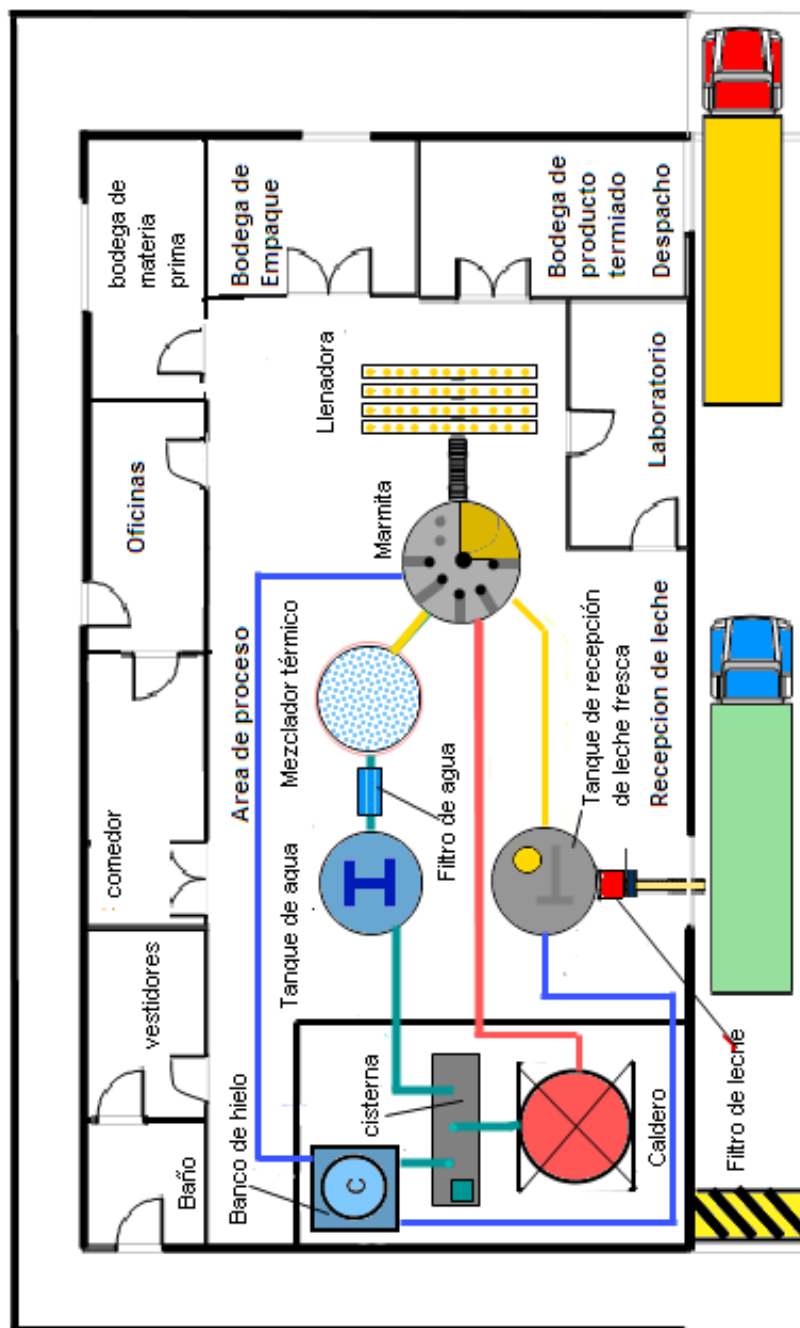 Baño
vestidores
comedor
Oficinas
bodega de
materia
prima
Banco de hielo
Area de proceso
Bodega de
Empaque
C
cisterna
Tanque de aqua
Mezclador térmico
Llenadora
Filtro de agua
Marmita
Caldero
Tanque de recepción
de leche fresca
Recepcion de leche
Laboratorio
Bodega de
producto
termiado
Despacho
Filtro de leche